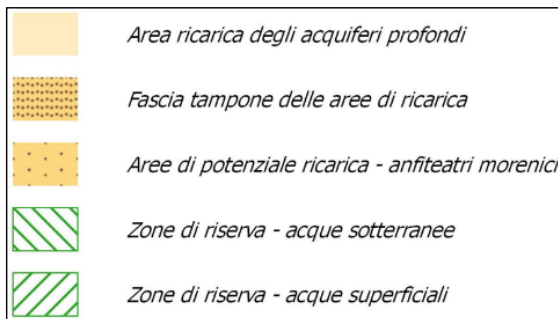 Area ricarica degli acquiferi profondi
Fascia tampone delle aree di ricarica
Aree di potenziale ricarica - anfiteatri morenici
Zone di riserva - acque sotterranee
Zone di riserva - acque superficiali